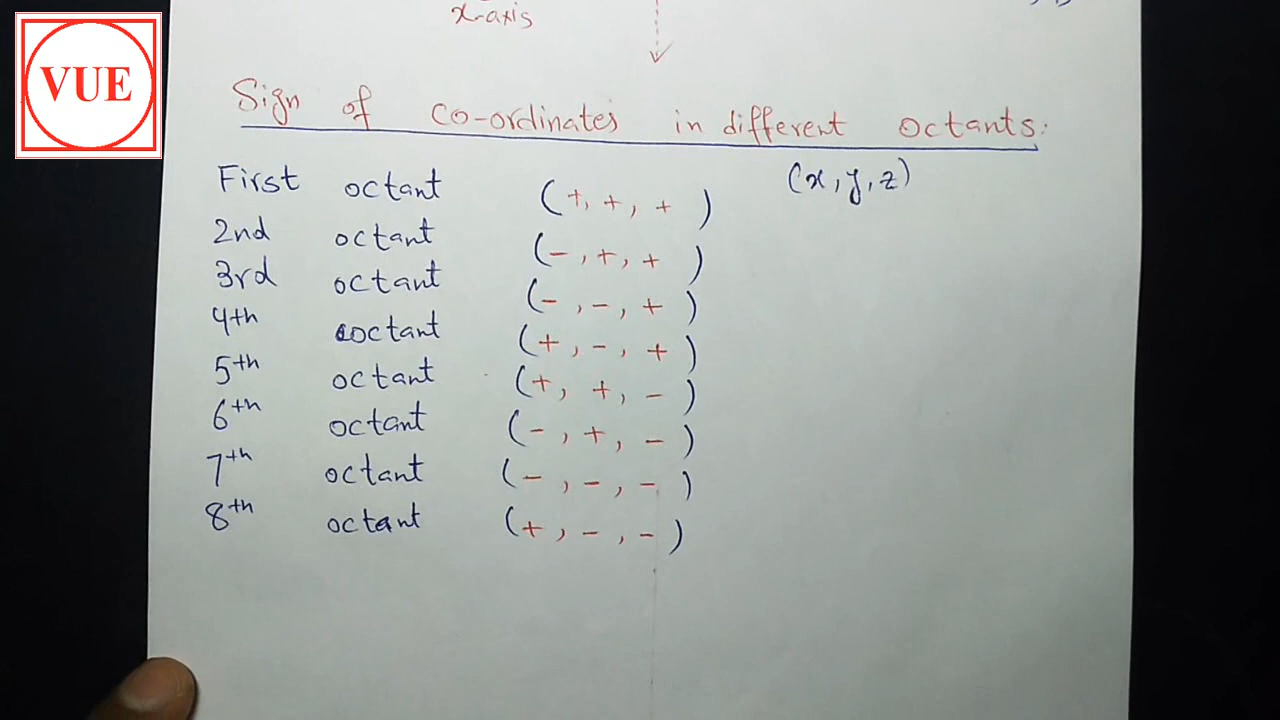 x-axis
VUE
Sign of co-ordinates in different octants:
(x, y, z)
First octant (+, +, +)
2nd octant (-, +, +)
3rd octant (-, -, +)
4th octant (+, -, +)
5th octant (+, +, -)
6th octant (-, +, -)
7th octant (-, -, -)
8th octant (+, -, -)